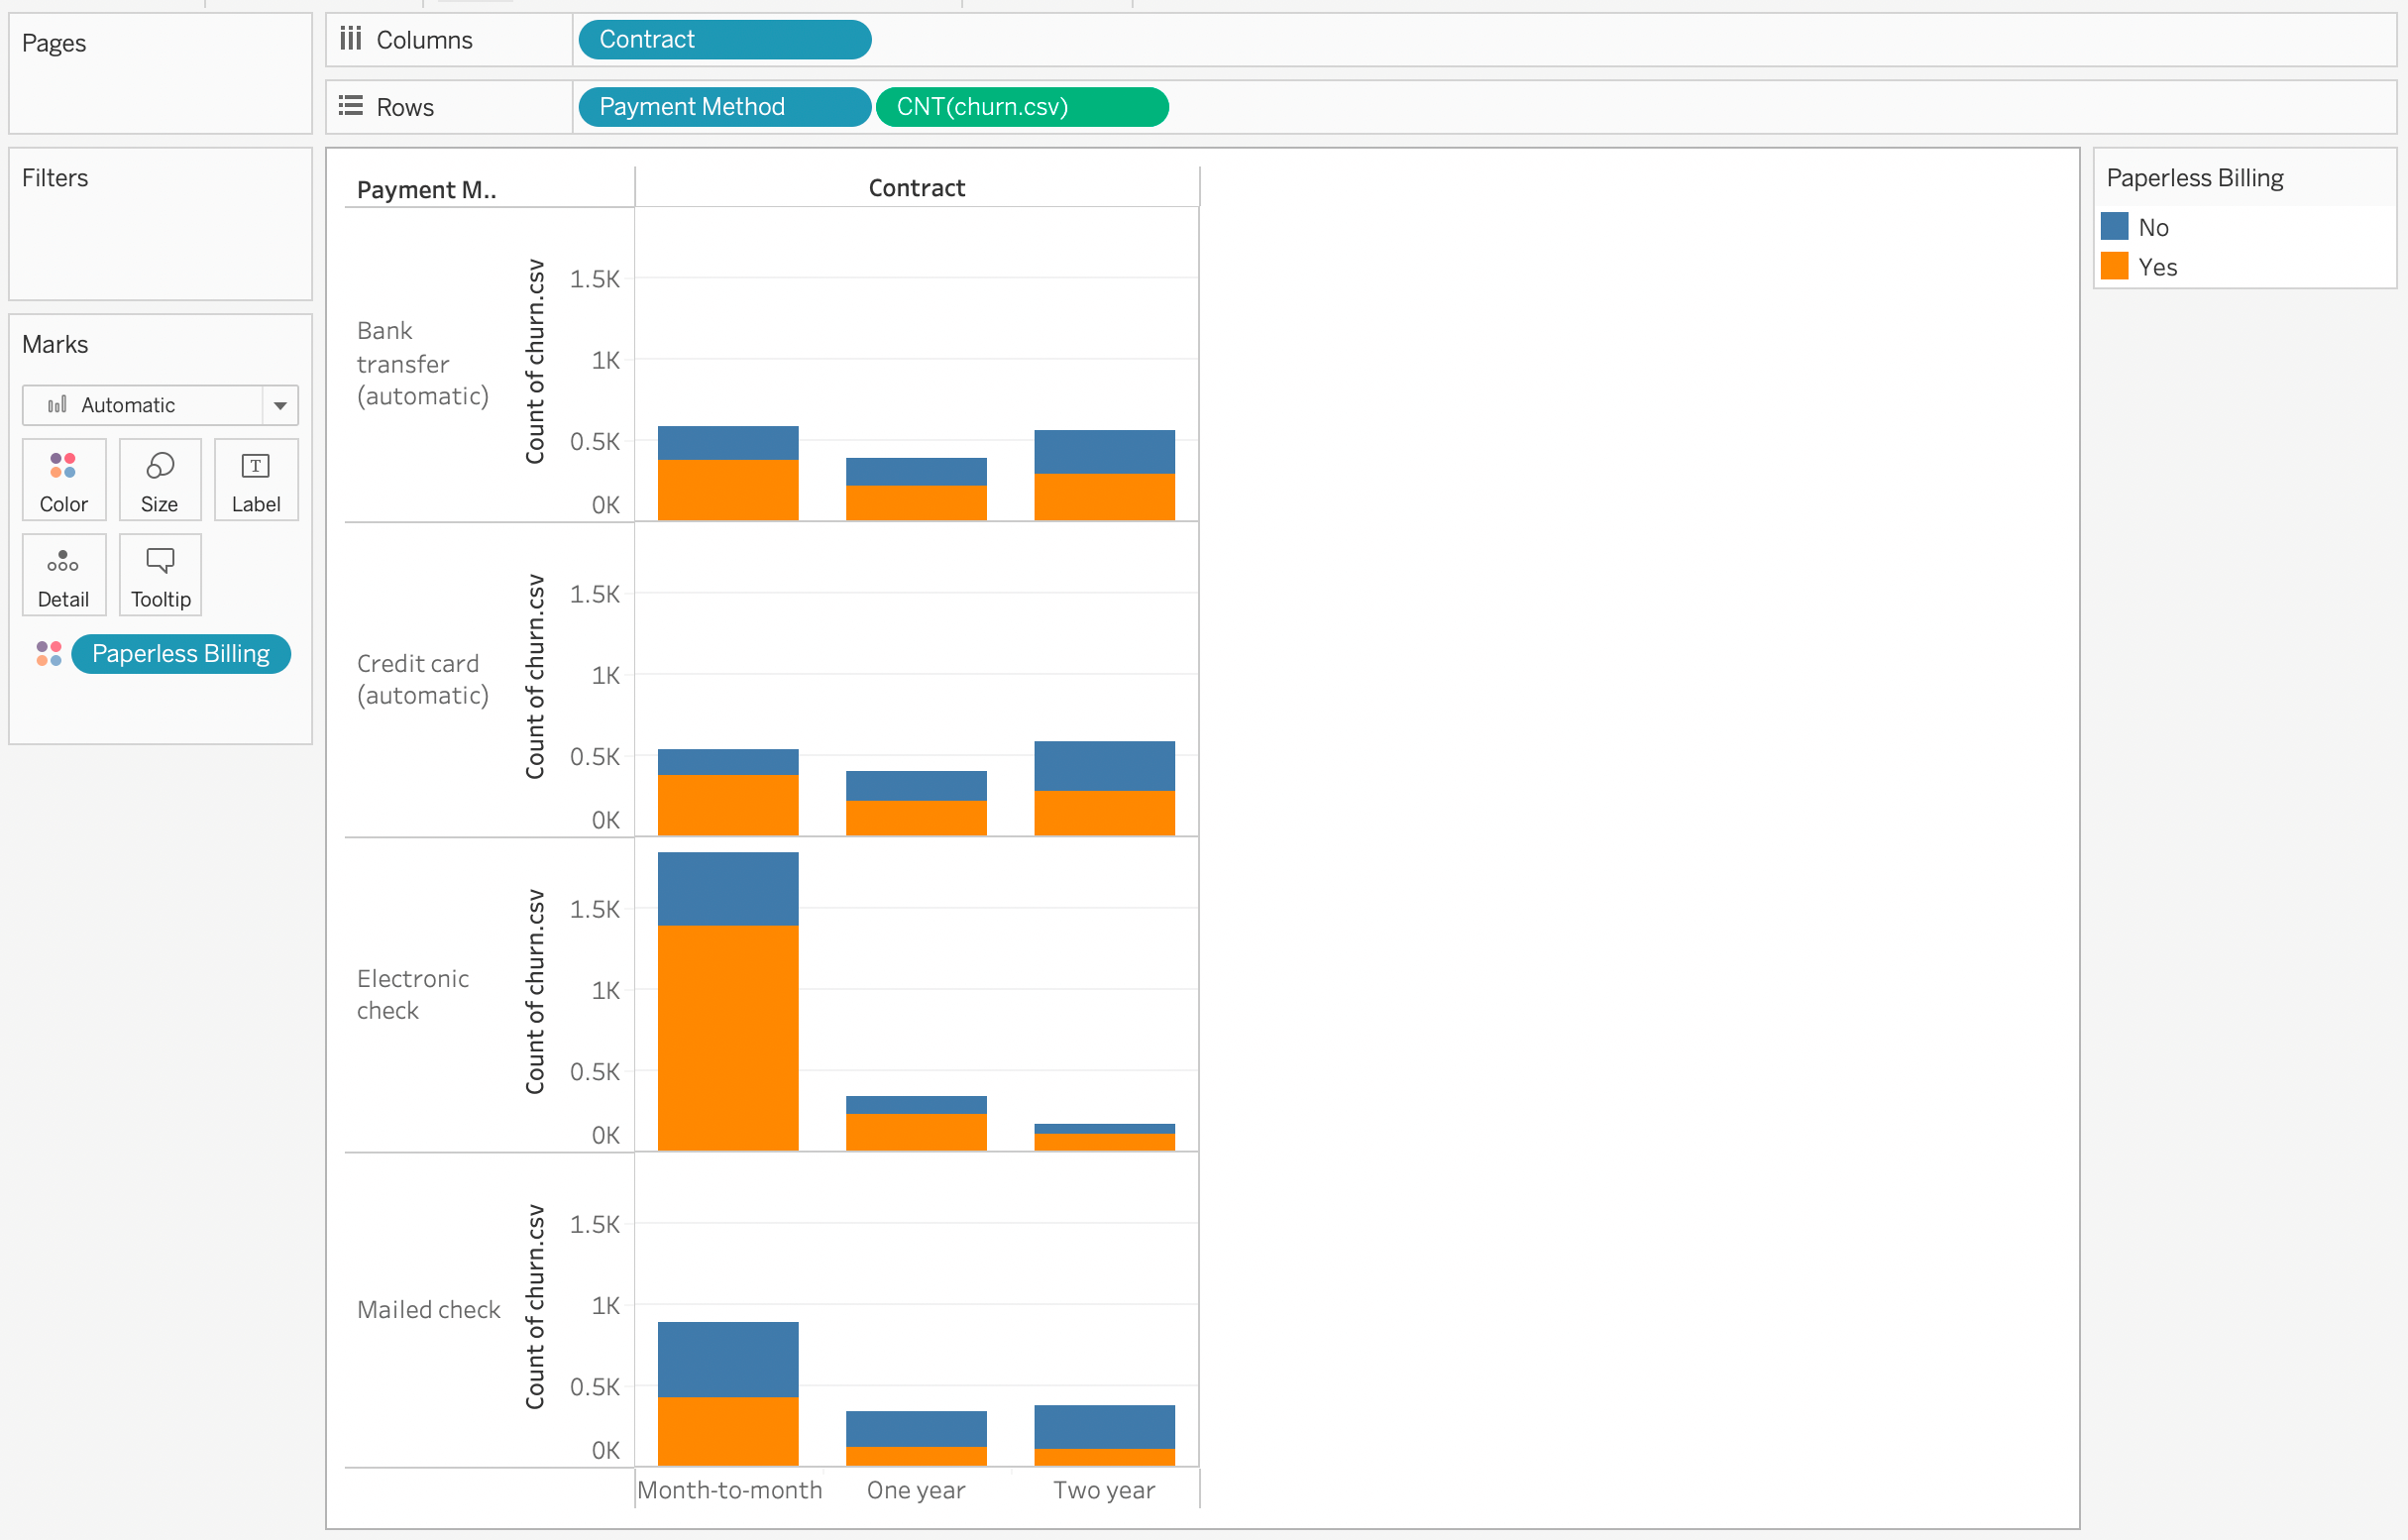 Pages
Columns
Contract
Rows
Payment Method
CNT(churn.csv)
Filters
Marks
Automatic
Color
Size
Label
Detail
Tooltip
Paperless Billing
Payment M..
Contract
Bank
transfer
(automatic)
Count of churn.csv
1.5K
1K
0.5K
0K
Credit card
(automatic)
Count of churn.csv
1.5K
1K
0.5K
0K
Electronic
check
Count of churn.csv
1.5K
1K
0.5K
0K
Mailed check
Count of churn.csv
1.5K
1K
0.5K
0K
Month-to-month
One year
Two year
Paperless Billing
No
Yes